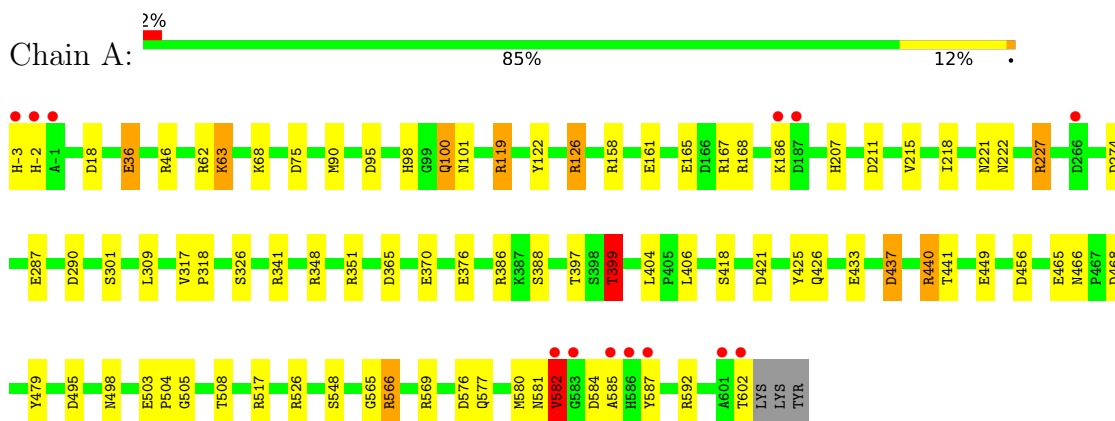 2%
Chain A:
85% 12% •
H-3 H-2 A-1 D18 E36 R46 R62 K63 K68 D75 M90 D95 H98 G99 Q100 N101 R119 Y122 R126 R158 E161 E165 D166 R167 R168 K186 D187 H207 D211 V215 I218 N221 N222 R227 D266
E287 D290 S301 L309 V317 P318 S326 R341 R348 R351 D365 E370 E376 R386 K387 S388 T397 S398 T399 L404 P405 L406 S418 D421 Y425 Q426 E433 D437 R440 T441 E449 D456 E465 N466 P467
Y479 D495 N498 E503 P504 G505 T508 R517 R526 S548 G565 R566 R569 D576 Q577 M580 N581 V582 G583 D584 A585 H586 Y587 R592 A601 T602 LYS LYS TYR